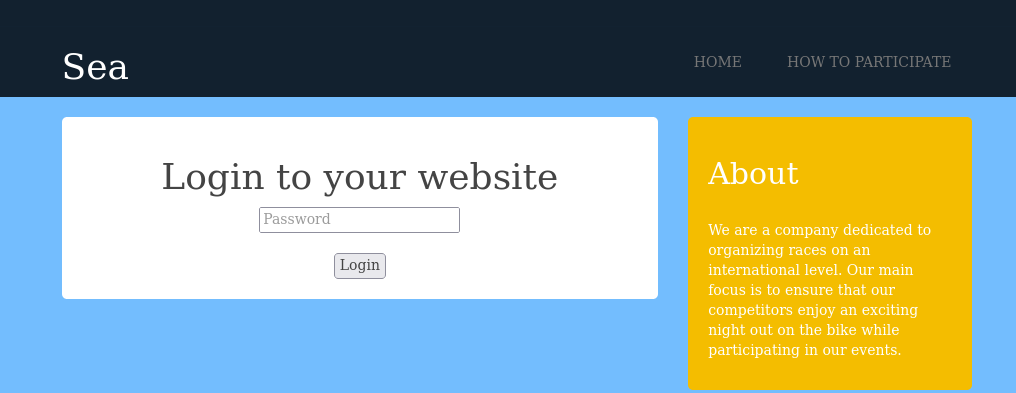 Sea
HOME
HOW TO PARTICIPATE
Login to your website
Password
Login
About
We are a company dedicated to
organizing races on an
international level. Our main
focus is to ensure that our
competitors enjoy an exciting
night out on the bike while
participating in our events.